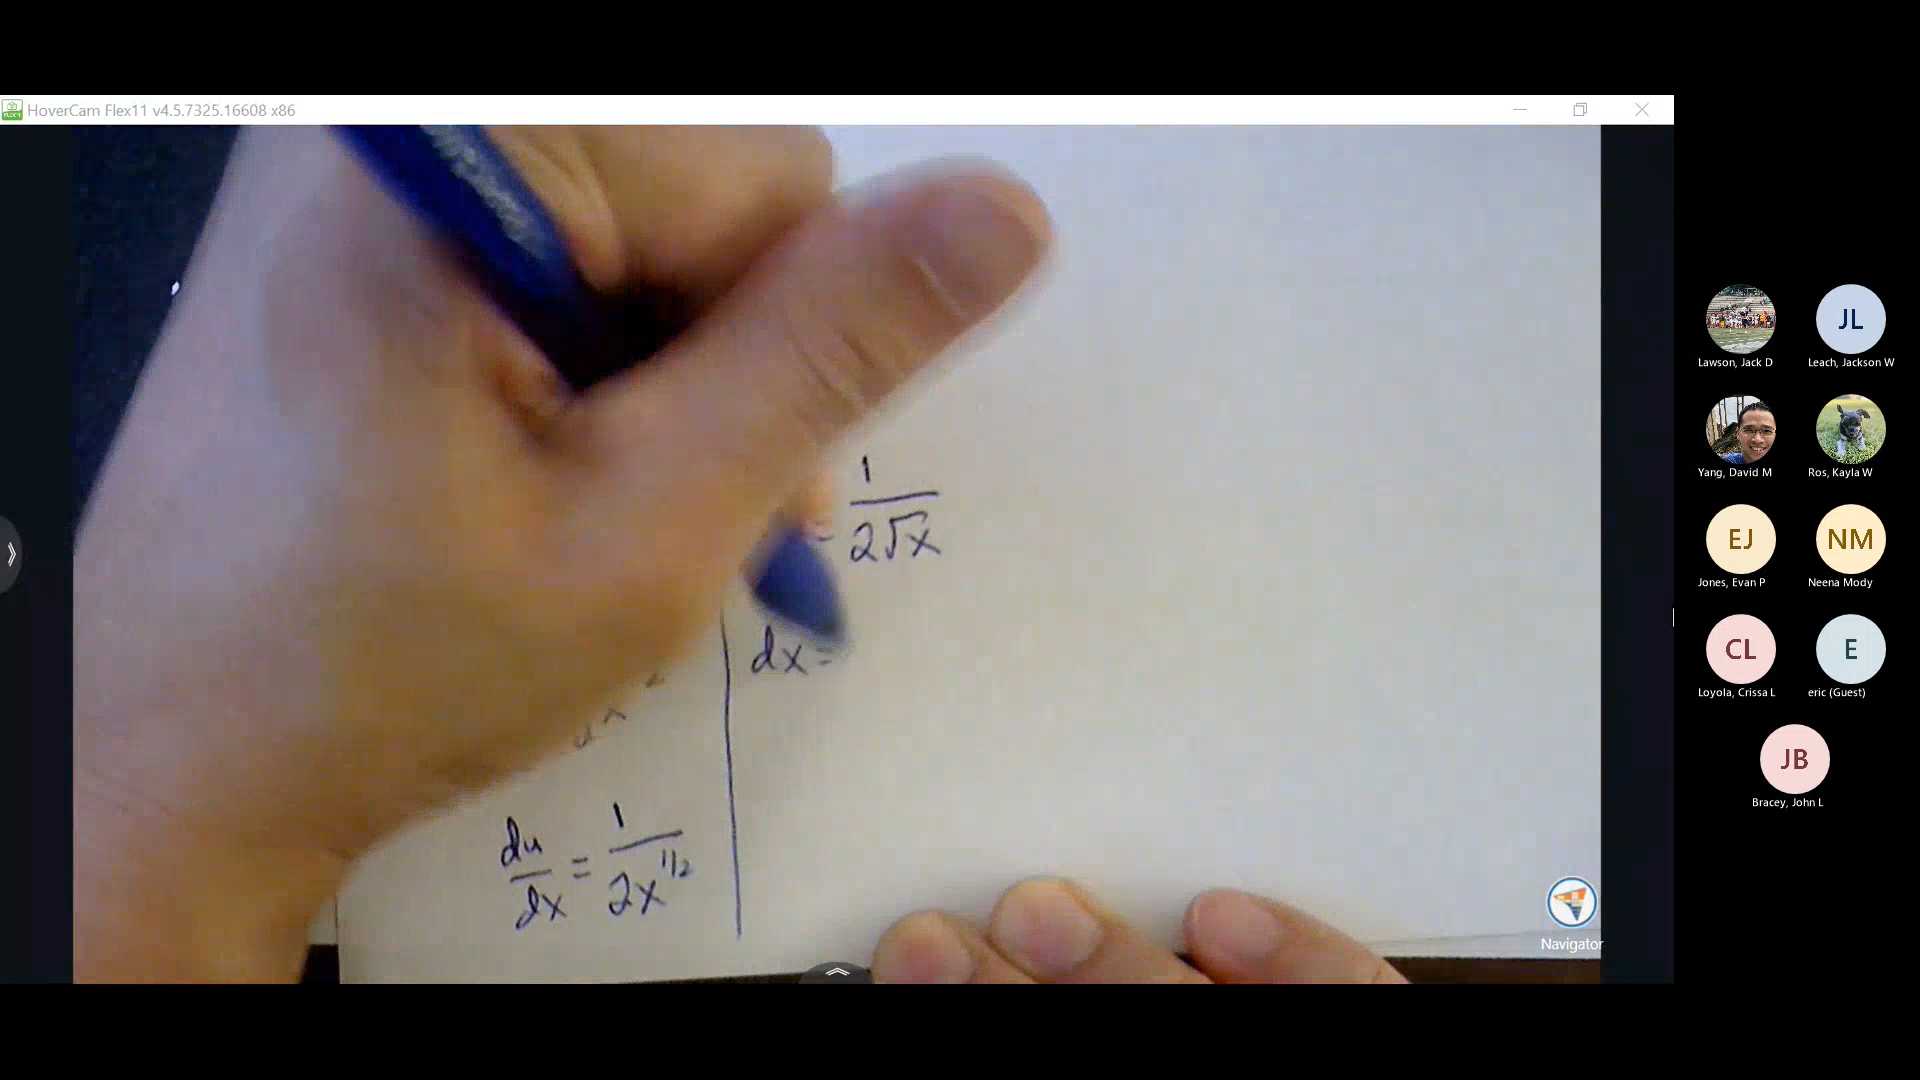 HoverCam Flex11 v4.5.7325.16608 x86
= 1/(2√x)
dx =
du/dx = 1/(2x^1/2)
Navigator
JL
Lawson, Jack D
Leach, Jackson W
Yang, David M
Ros, Kayla W
EJ
NM
Jones, Evan P
Neena Mody
CL
E
Loyola, Crissa L
eric (Guest)
JB
Bracey, John L